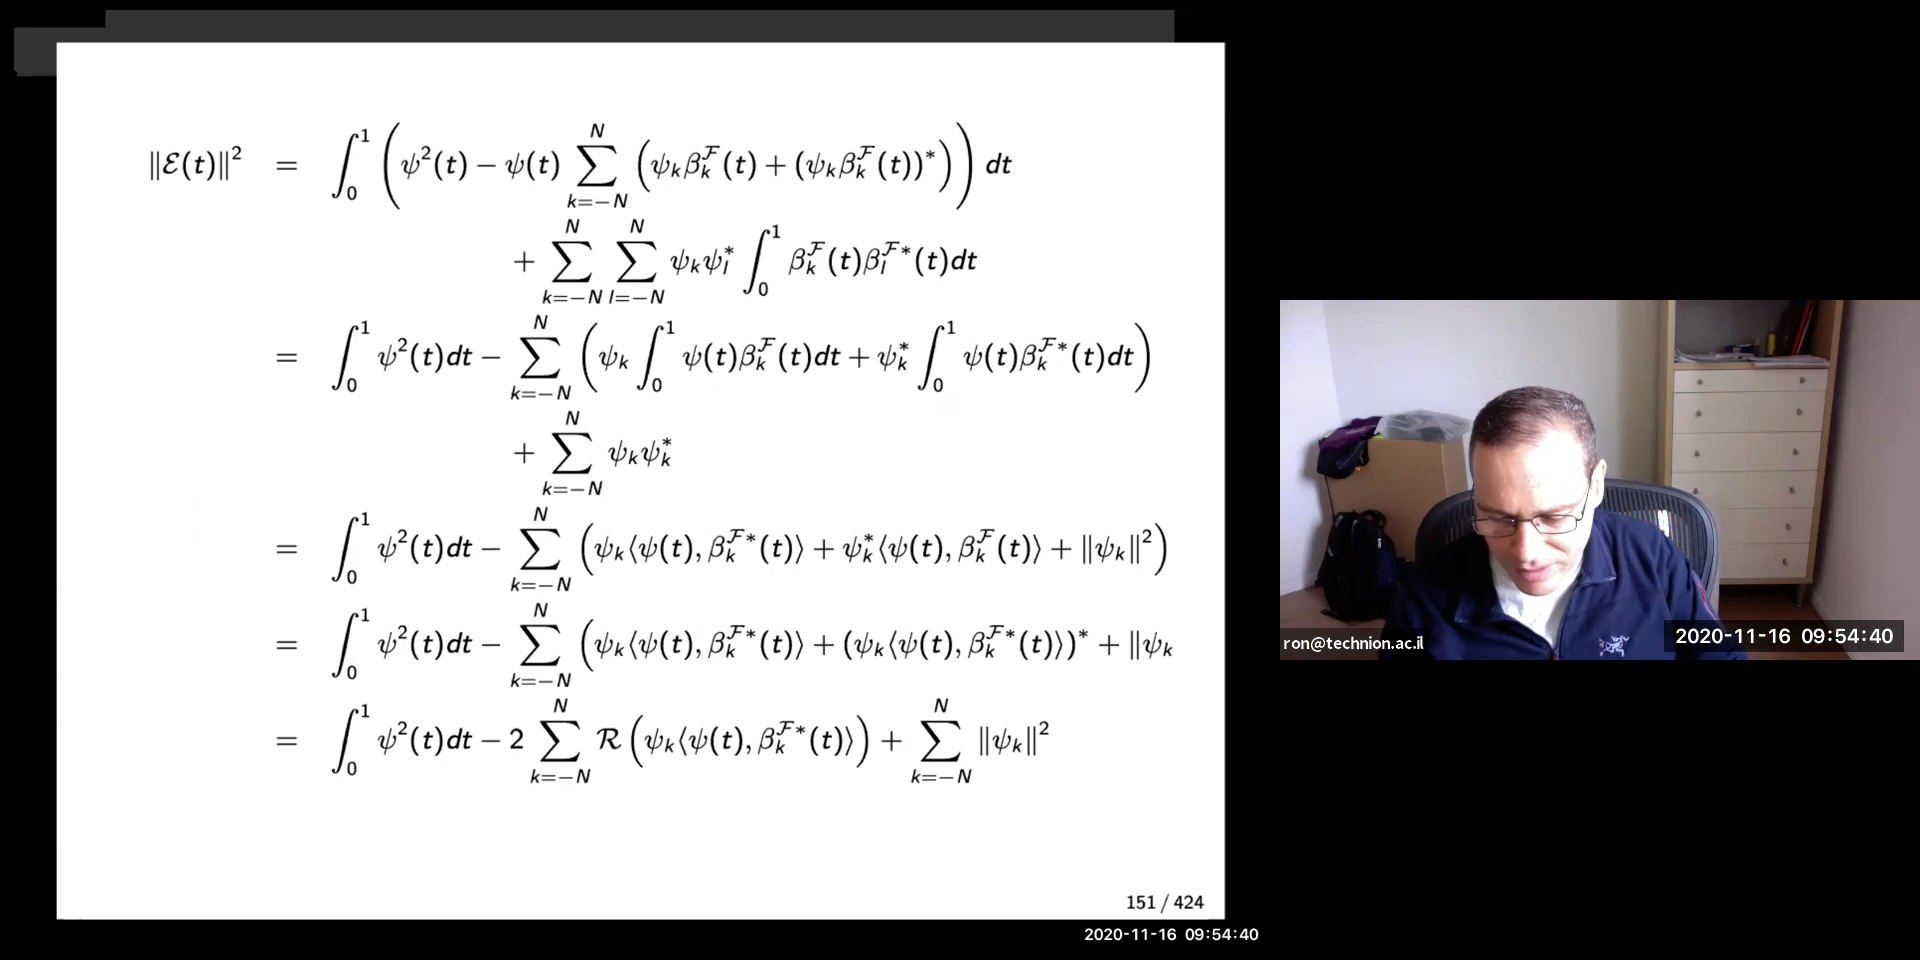 ‖ℰ(t)‖² = ∫₀¹ (ψ²(t) − ψ(t) ∑_{k=−N}^{N} (ψ_k β_k^ℱ(t) + (ψ_k β_k^ℱ(t))*)) dt
+ ∑_{k=−N}^{N} ∑_{l=−N}^{N} ψ_k ψ_l* ∫₀¹ β_k^ℱ(t) β_l^ℱ*(t)dt
= ∫₀¹ ψ²(t)dt − ∑_{k=−N}^{N} (ψ_k ∫₀¹ ψ(t)β_k^ℱ(t)dt + ψ_k* ∫₀¹ ψ(t)β_k^ℱ*(t)dt)
+ ∑_{k=−N}^{N} ψ_k ψ_k*
= ∫₀¹ ψ²(t)dt − ∑_{k=−N}^{N} (ψ_k⟨ψ(t), β_k^ℱ*(t)⟩ + ψ_k*⟨ψ(t), β_k^ℱ(t)⟩ + ‖ψ_k‖²)
= ∫₀¹ ψ²(t)dt − ∑_{k=−N}^{N} (ψ_k⟨ψ(t), β_k^ℱ*(t)⟩ + (ψ_k⟨ψ(t), β_k^ℱ*(t)⟩)* + ‖ψ_k
= ∫₀¹ ψ²(t)dt − 2 ∑_{k=−N}^{N} ℛ (ψ_k⟨ψ(t), β_k^ℱ*(t)⟩) + ∑_{k=−N}^{N} ‖ψ_k‖²
151 / 424
2020-11-16 09:54:40
ron@technion.ac.il
2020-11-16 09:54:40